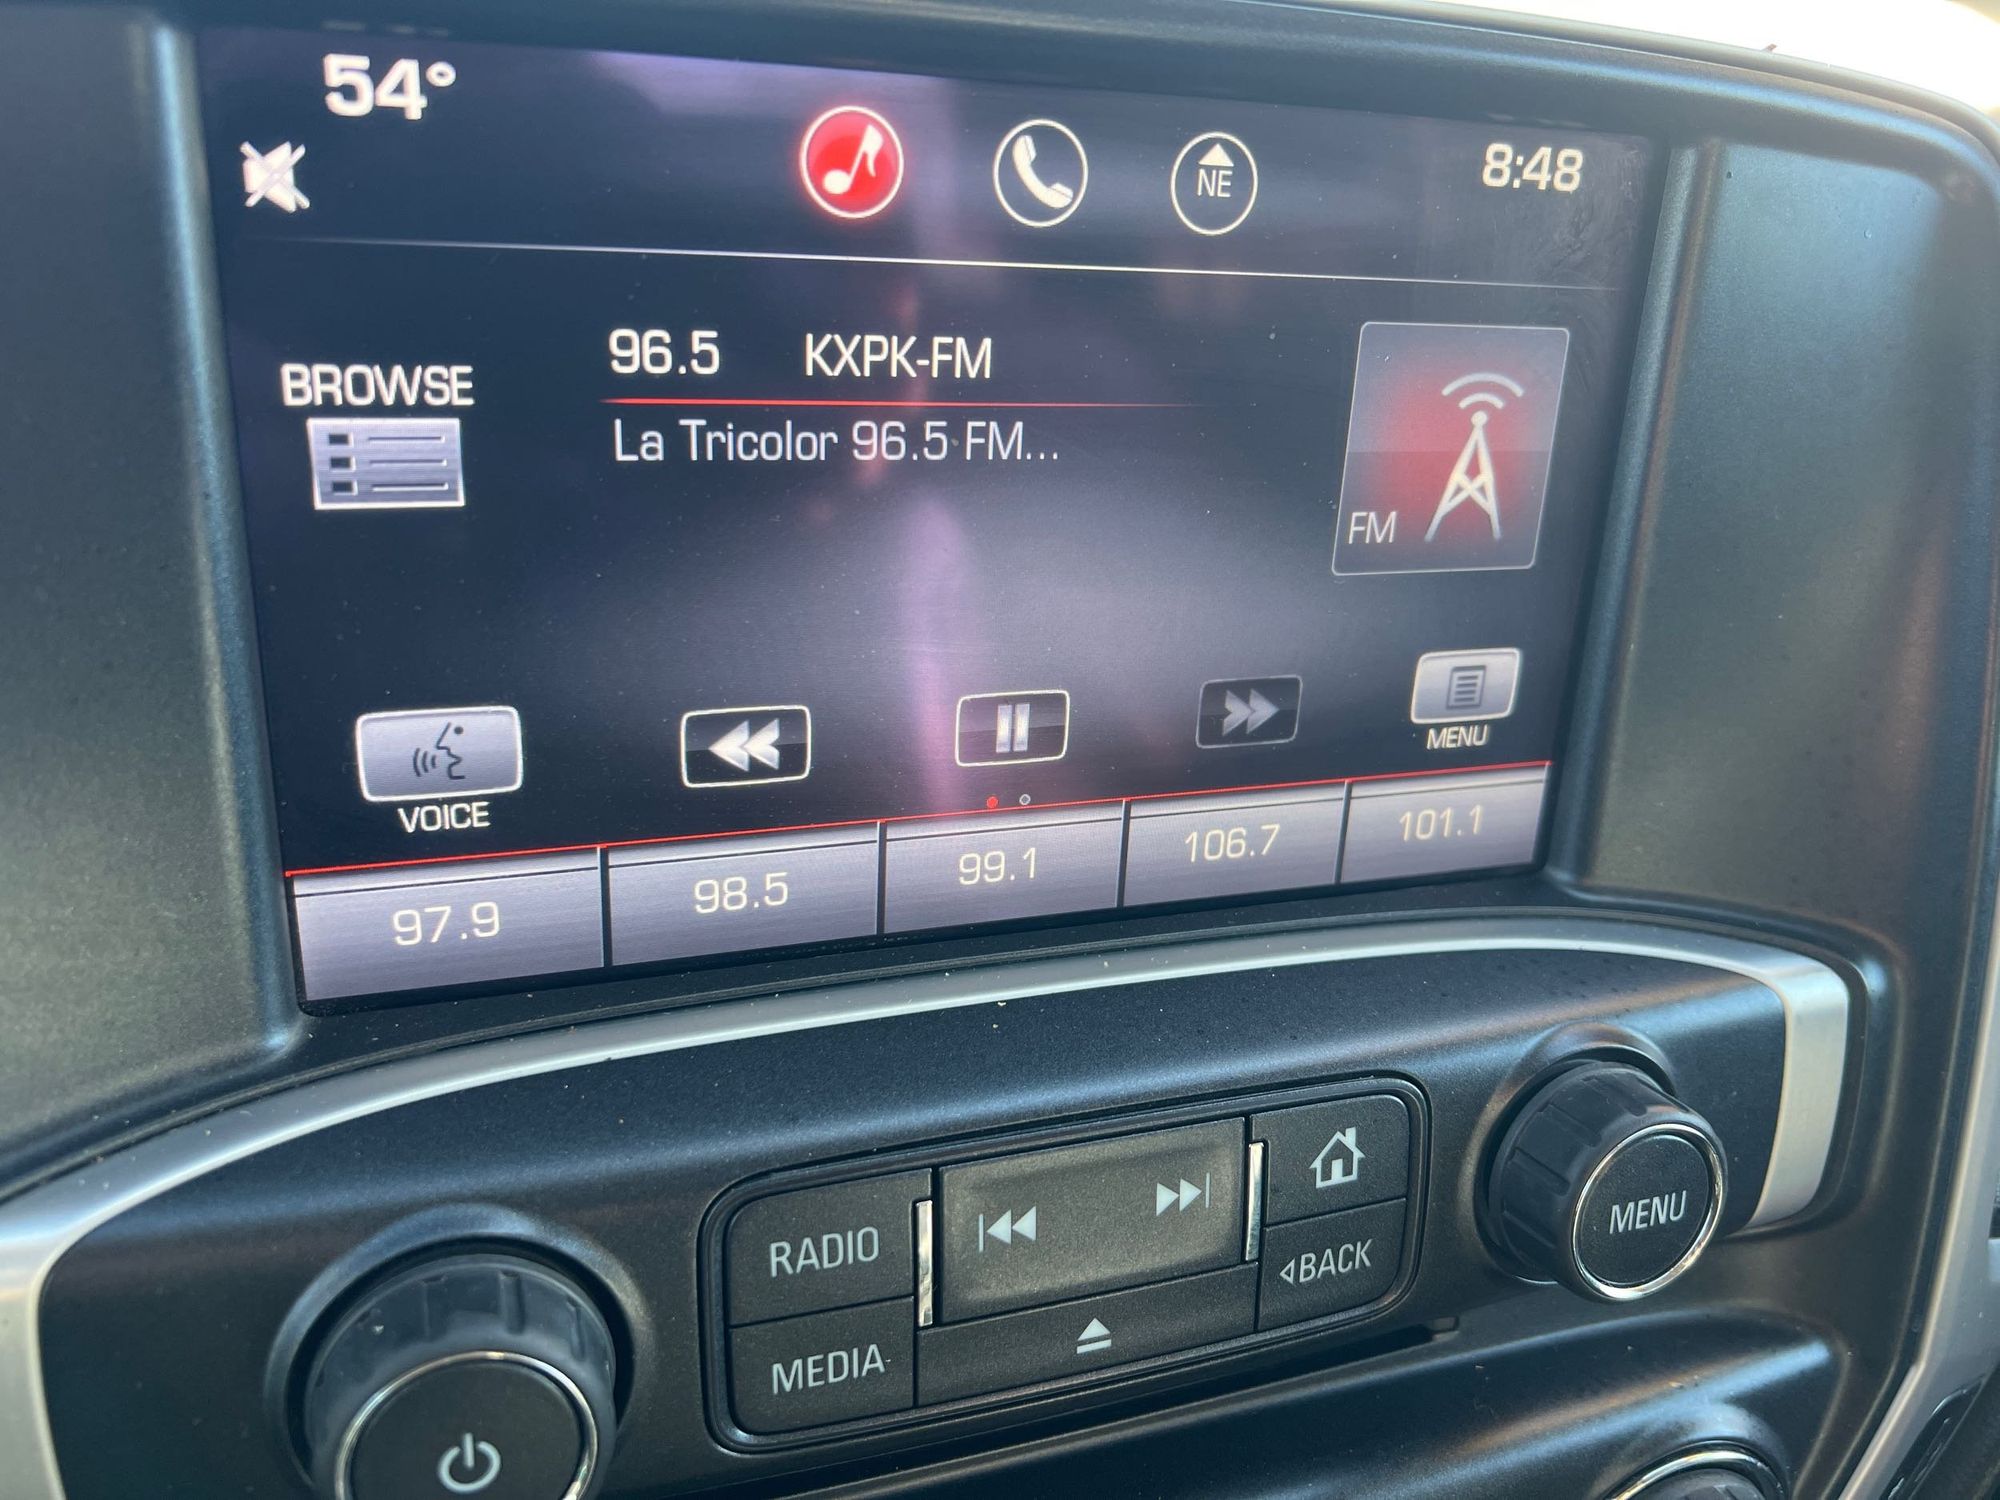 54°
NE
8:48
96.5 KXPK-FM
BROWSE
La Tricolor 96.5 FM...
FM
VOICE
MENU
97.9 98.5 99.1 106.7 101.1
RADIO
MEDIA
BACK
MENU